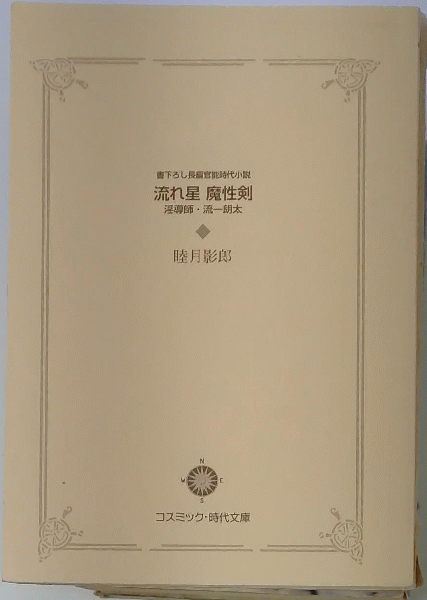 書下ろし長編官能時代小説
流れ星 魔性剣
淫導師・流一朗太
睦月影郎
N
W E
S
コスミック・時代文庫